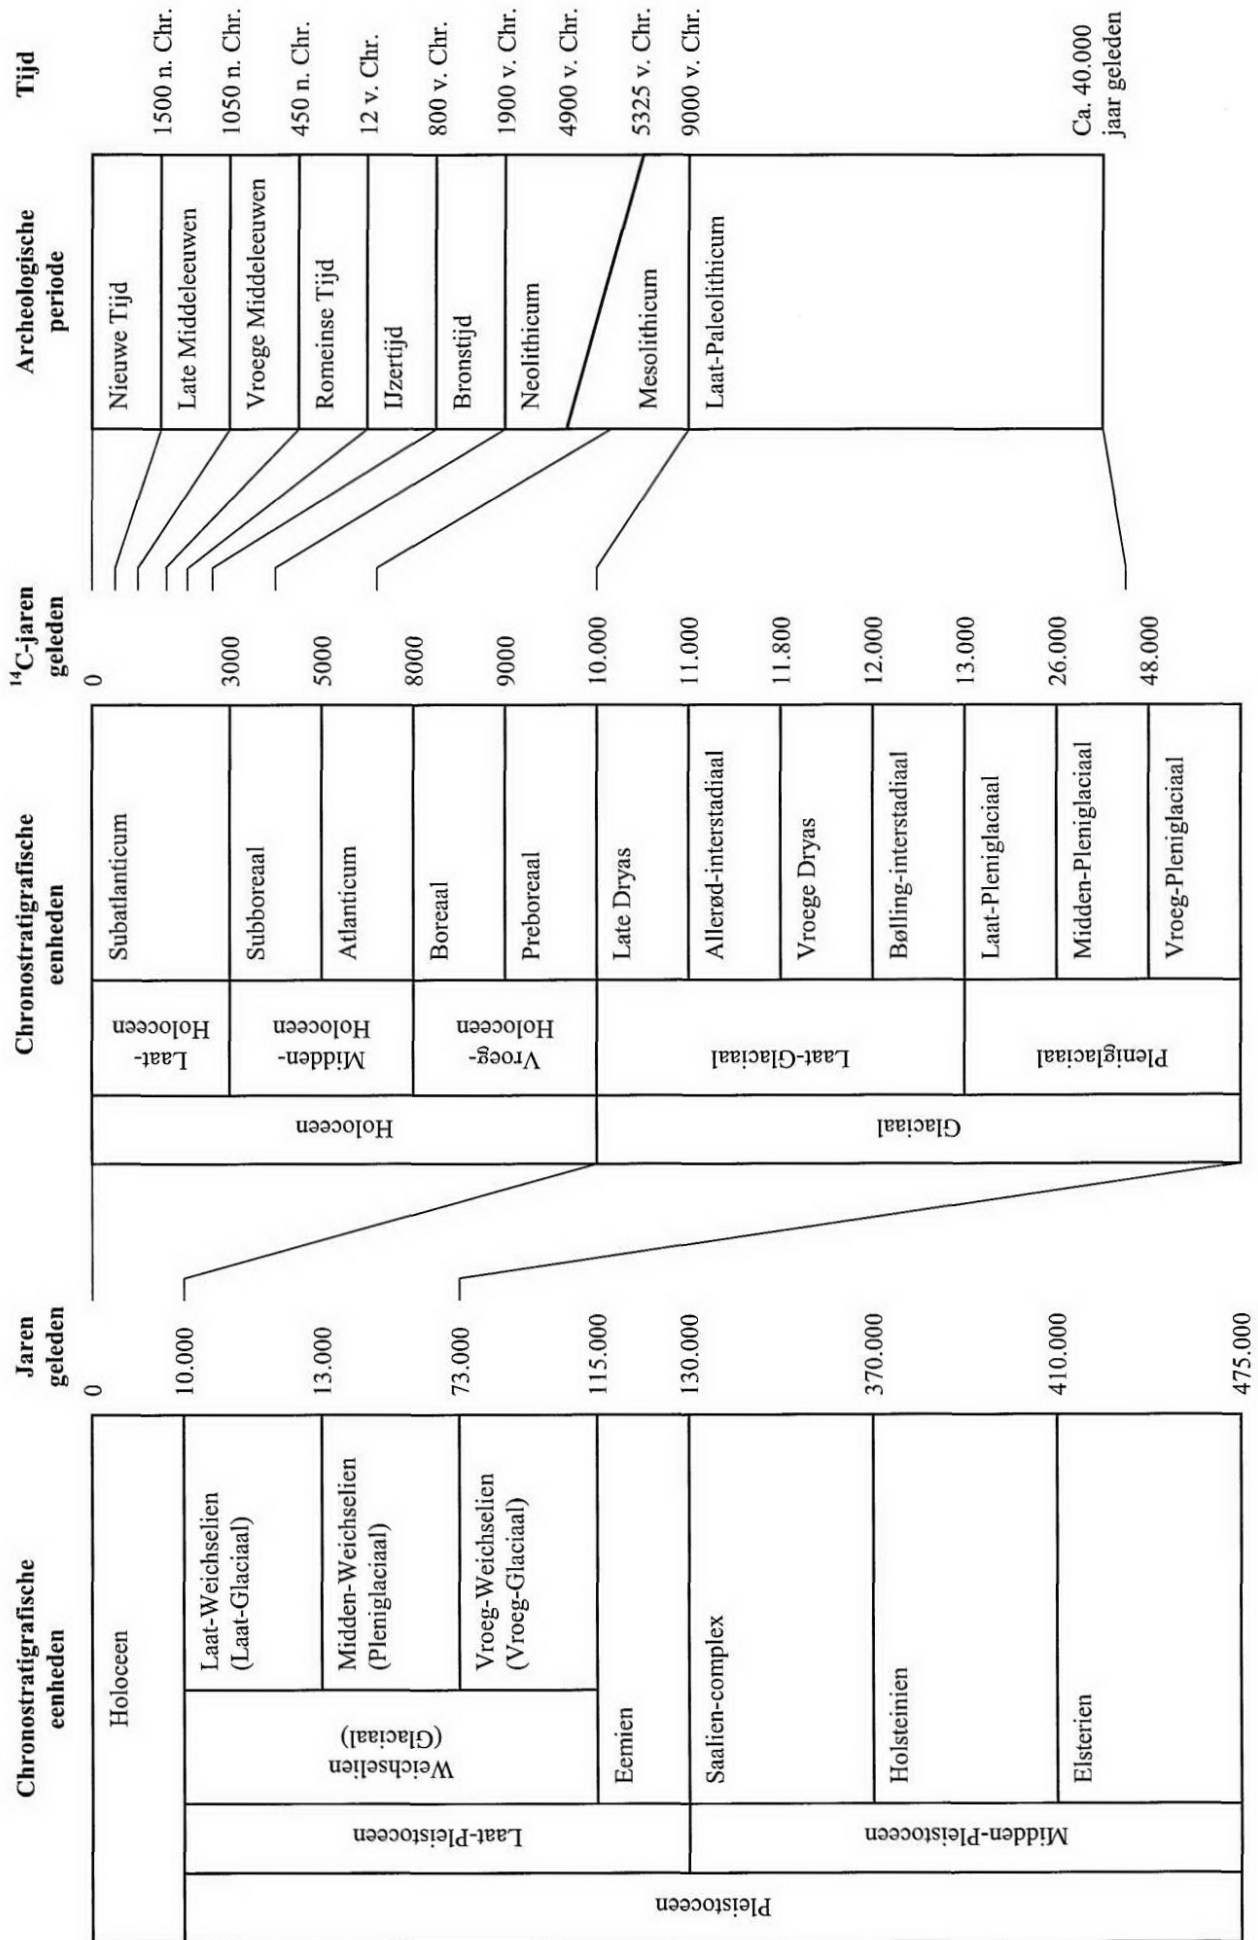 Chronostratigrafische
eenheden
Jaren
geleden
Holoceen
0
Pleistoceen
Laat-Pleistoceen
Weichselien
(Glaciaal)
10.000
Laat-Weichselien
(Laat-Glaciaal)
13.000
Midden-Weichselien
(Pleniglaciaal)
73.000
Vroeg-Weichselien
(Vroeg-Glaciaal)
115.000
Eemien
130.000
Midden-Pleistoceen
Saalien-complex
370.000
Holsteinien
410.000
Elsterien
475.000
Chronostratigrafische
eenheden
¹⁴C-jaren
geleden
Holoceen
0
Laat-
Holoceen
Subatlanticum
3000
Midden-
Holoceen
Subboreaal
5000
Atlanticum
8000
Vroeg-
Holoceen
Boreaal
9000
Preboreaal
10.000
Glaciaal
Laat-Glaciaal
Late Dryas
11.000
Allerød-interstadiaal
11.800
Vroege Dryas
12.000
Bølling-interstadiaal
13.000
Pleniglaciaal
Laat-Pleniglaciaal
26.000
Midden-Pleniglaciaal
48.000
Vroeg-Pleniglaciaal
Archeologische
periode
Tijd
Nieuwe Tijd
1500 n. Chr.
Late Middeleeuwen
1050 n. Chr.
Vroege Middeleeuwen
450 n. Chr.
Romeinse Tijd
12 v. Chr.
IJzertijd
800 v. Chr.
Bronstijd
1900 v. Chr.
Neolithicum
4900 v. Chr.
Mesolithicum
5325 v. Chr.
9000 v. Chr.
Laat-Paleolithicum
Ca. 40.000
jaar geleden